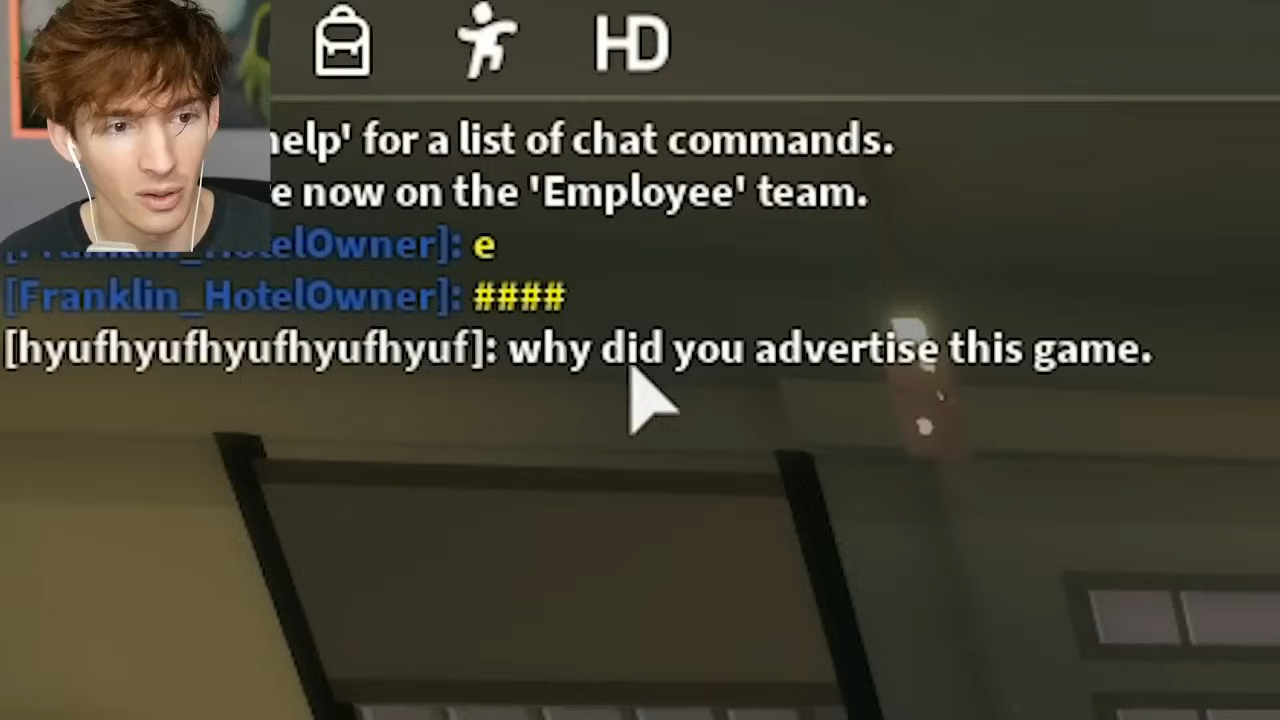 HD
help' for a list of chat commands.
e now on the 'Employee' team.
[Franklin_HotelOwner]: e
[Franklin_HotelOwner]: ####
[hyufhyufhyufhyufhyuf]: why did you advertise this game.